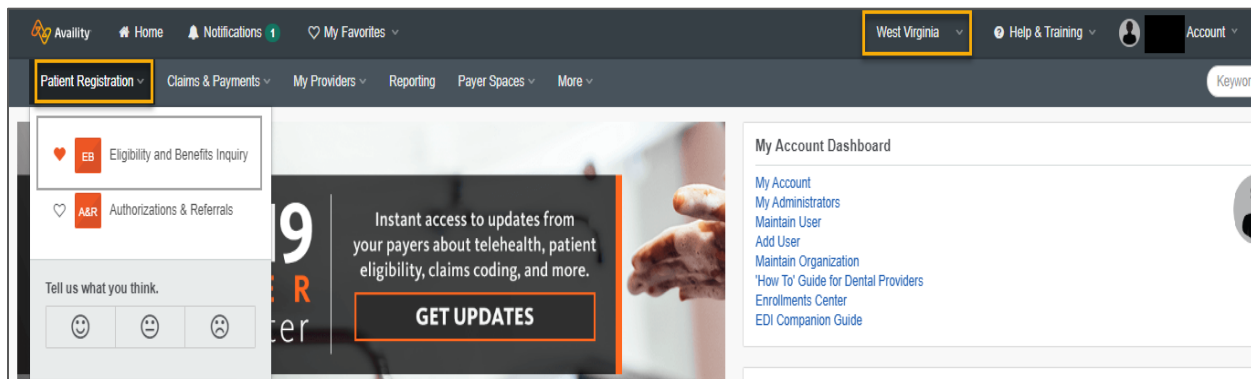 Availity Home Notifications 1 My Favorites West Virginia Help & Training Account
Patient Registration Claims & Payments My Providers Reporting Payer Spaces More Keywor
EB Eligibility and Benefits Inquiry
A&R Authorizations & Referrals
Tell us what you think.
9
E R
ter
Instant access to updates from
your payers about telehealth, patient
eligibility, claims coding, and more.
GET UPDATES
My Account Dashboard
My Account
My Administrators
Maintain User
Add User
Maintain Organization
'How To' Guide for Dental Providers
Enrollments Center
EDI Companion Guide